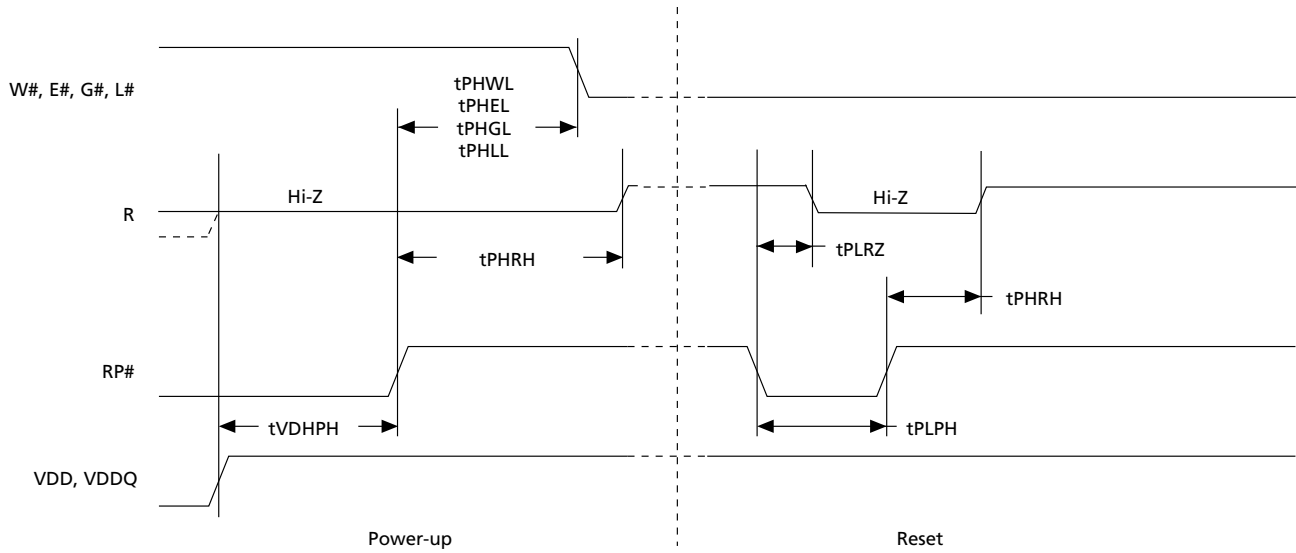 W#, E#, G#, L#
tPHWL
tPHEL
tPHGL
tPHLL
R
Hi-Z
Hi-Z
tPLRZ
tPHRH
tPHRH
RP#
tVDHPH
tPLPH
VDD, VDDQ
Power-up
Reset